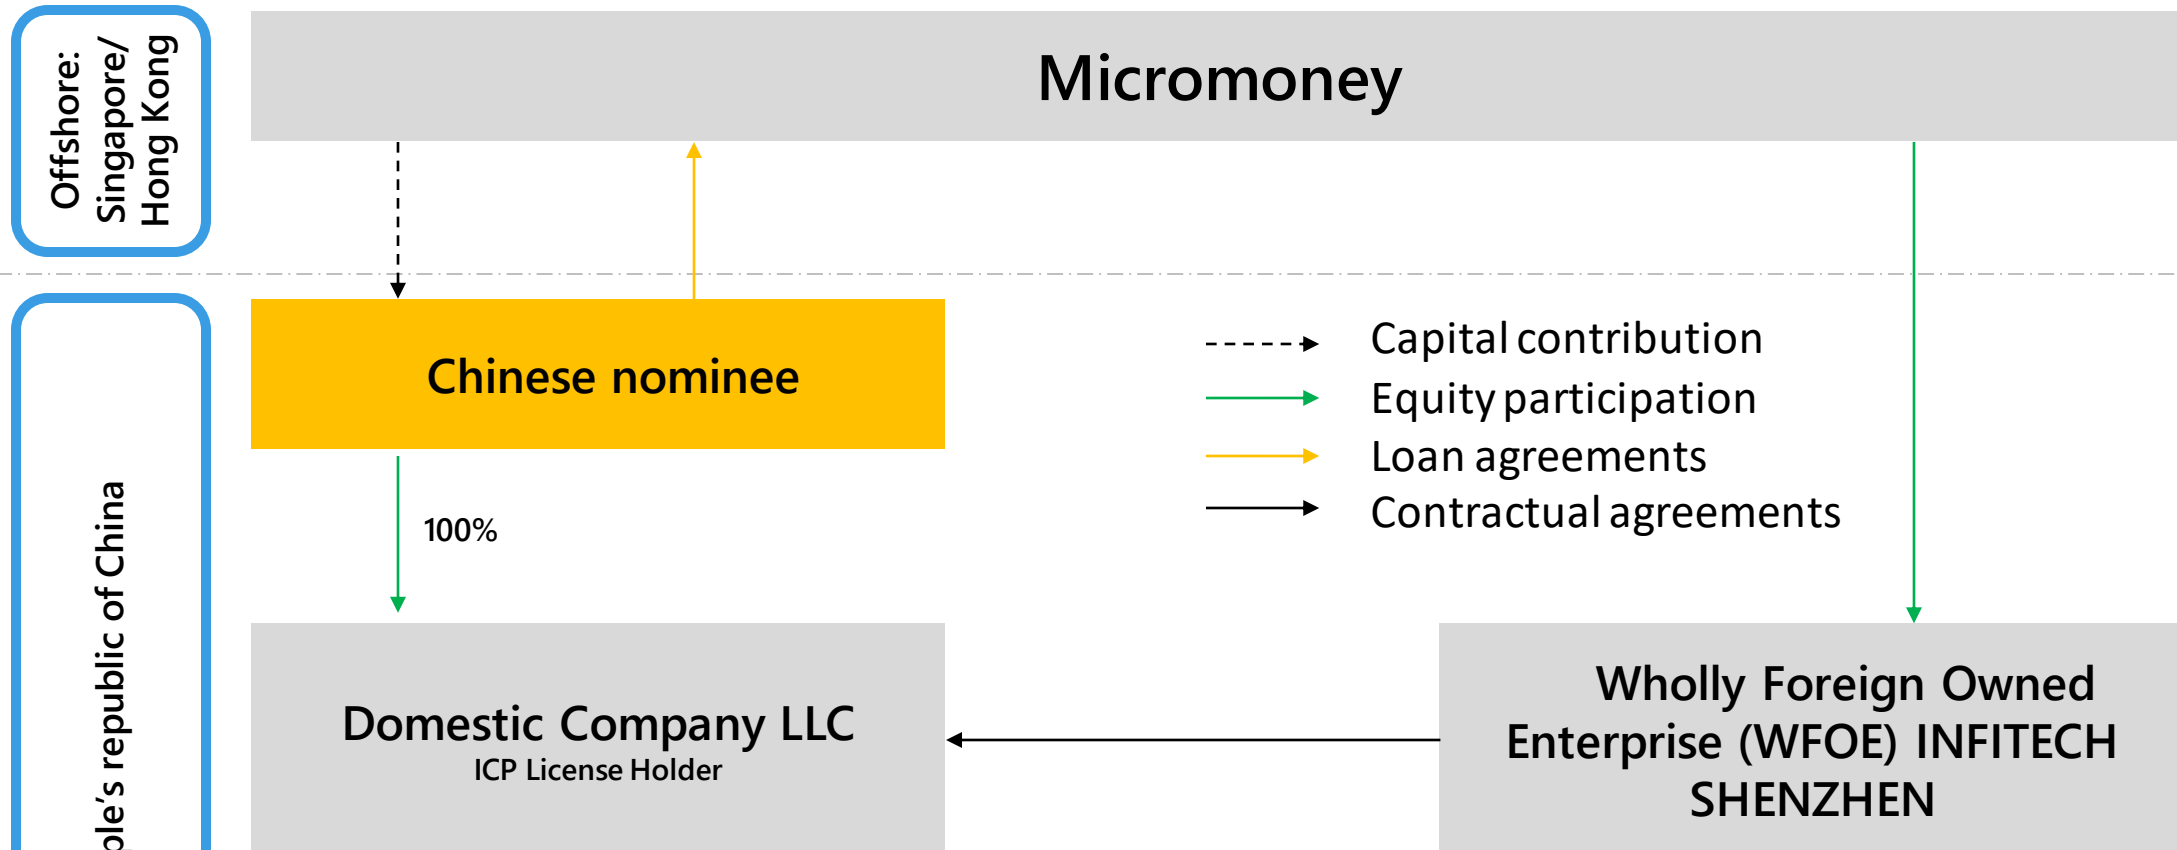 Offshore:
Singapore/
Hong Kong
Micromoney
Chinese nominee
Capital contribution
Equity participation
Loan agreements
Contractual agreements
100%
republic of China
Domestic Company LLC
ICP License Holder
Wholly Foreign Owned
Enterprise (WFOE) INFITECH
SHENZHEN